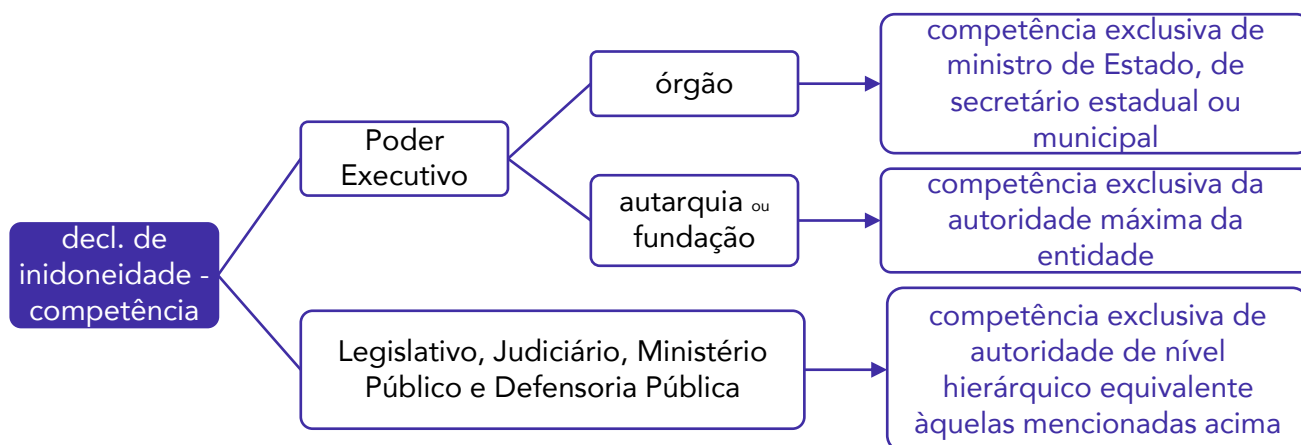 decl. de
inidoneidade -
competência
Poder
Executivo
órgão
competência exclusiva de
ministro de Estado, de
secretário estadual ou
municipal
autarquia ou
fundação
competência exclusiva da
autoridade máxima da
entidade
Legislativo, Judiciário, Ministério
Público e Defensoria Pública
competência exclusiva de
autoridade de nível
hierárquico equivalente
àquelas mencionadas acima